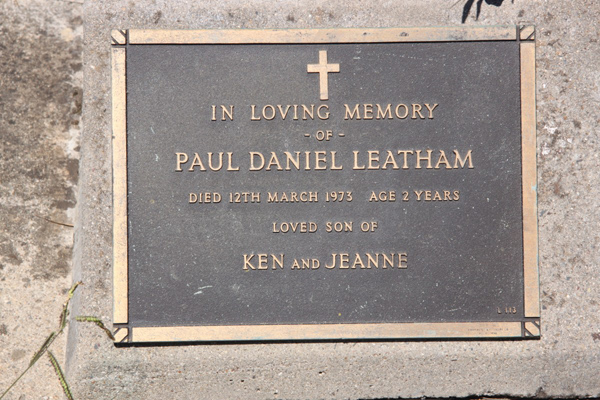 IN LOVING MEMORY
- OF -
PAUL DANIEL LEATHAM
DIED 12TH MARCH 1973 AGE 2 YEARS
LOVED SON OF
KEN AND JEANNE